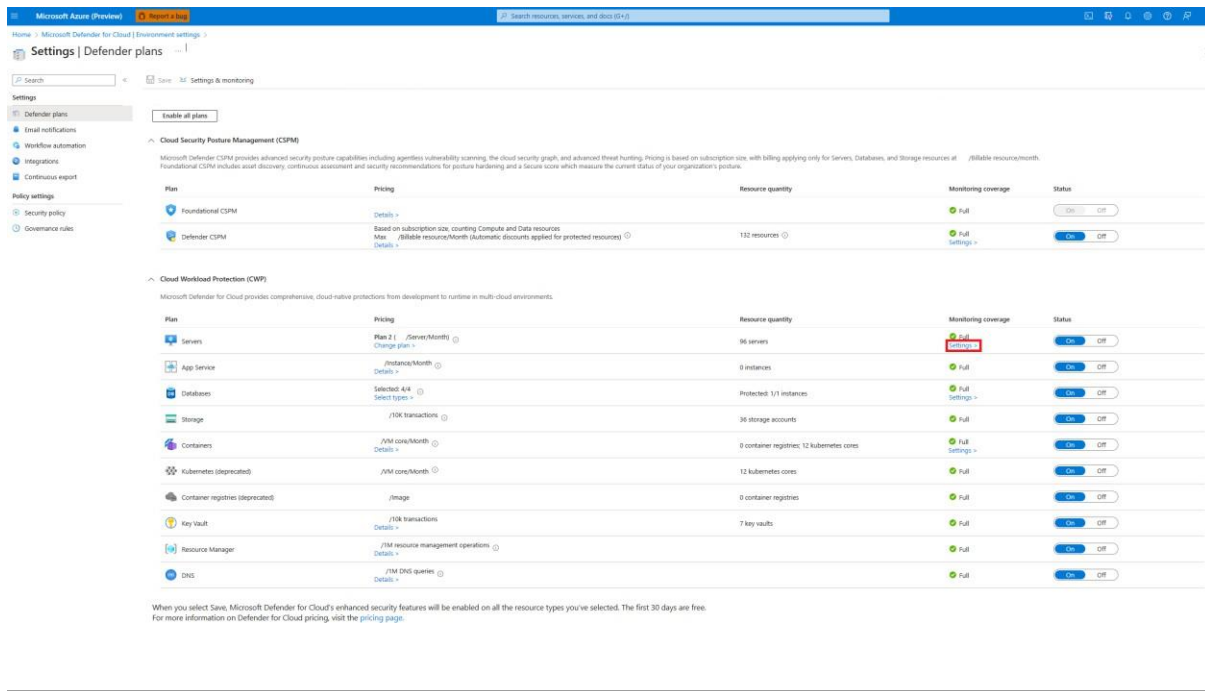 Microsoft Azure (Preview)
Report a bug
Search resources, services, and docs (G+/)
Home > Microsoft Defender for Cloud | Environment settings >
Settings | Defender plans ...
Search
«
Save
Settings & monitoring
Settings
Defender plans
Email notifications
Workflow automation
Integrations
Continuous export
Policy settings
Security policy
Governance rules
Enable all plans
Cloud Security Posture Management (CSPM)
Microsoft Defender CSPM provides advanced security posture capabilities including agentless vulnerability scanning, the cloud security graph, and advanced threat hunting. Pricing is based on subscription size, with billing applying only for Servers, Databases, and Storage resources at /Billable resource/month.
Foundational CSPM includes asset discovery, continuous assessment and security recommendations for posture hardening and a Secure score which measure the current status of your organization's posture.
Plan Pricing Resource quantity Monitoring coverage Status
Foundational CSPM Details > Full On Off
Defender CSPM
Based on subscription size, counting Compute and Data resources
Max /Billable resource/Month (Automatic discounts applied for protected resources)
Details >
132 resources
Full
Settings >
On Off
Cloud Workload Protection (CWP)
Microsoft Defender for Cloud provides comprehensive, cloud-native protections from development to runtime in multi-cloud environments.
Plan Pricing Resource quantity Monitoring coverage Status
Servers
Plan 2 ( /Server/Month)
Change plan >
96 servers
Full
Settings >
On Off
App Service
/Instance/Month
Details >
0 instances
Full
On Off
Databases
Selected: 4/4
Select types >
Protected: 1/1 instances
Full
Settings >
On Off
Storage
/10K transactions
36 storage accounts
Full
On Off
Containers
/VM core/Month
Details >
0 container registries; 12 kubernetes cores
Full
Settings >
On Off
Kubernetes (deprecated)
/VM core/Month
12 kubernetes cores
Full
On Off
Container registries (deprecated)
/Image
0 container registries
Full
On Off
Key Vault
/10k transactions
Details >
7 key vaults
Full
On Off
Resource Manager
/1M resource management operations
Details >
Full
On Off
DNS
/1M DNS queries
Details >
Full
On Off
When you select Save, Microsoft Defender for Cloud's enhanced security features will be enabled on all the resource types you've selected. The first 30 days are free.
For more information on Defender for Cloud pricing, visit the pricing page.